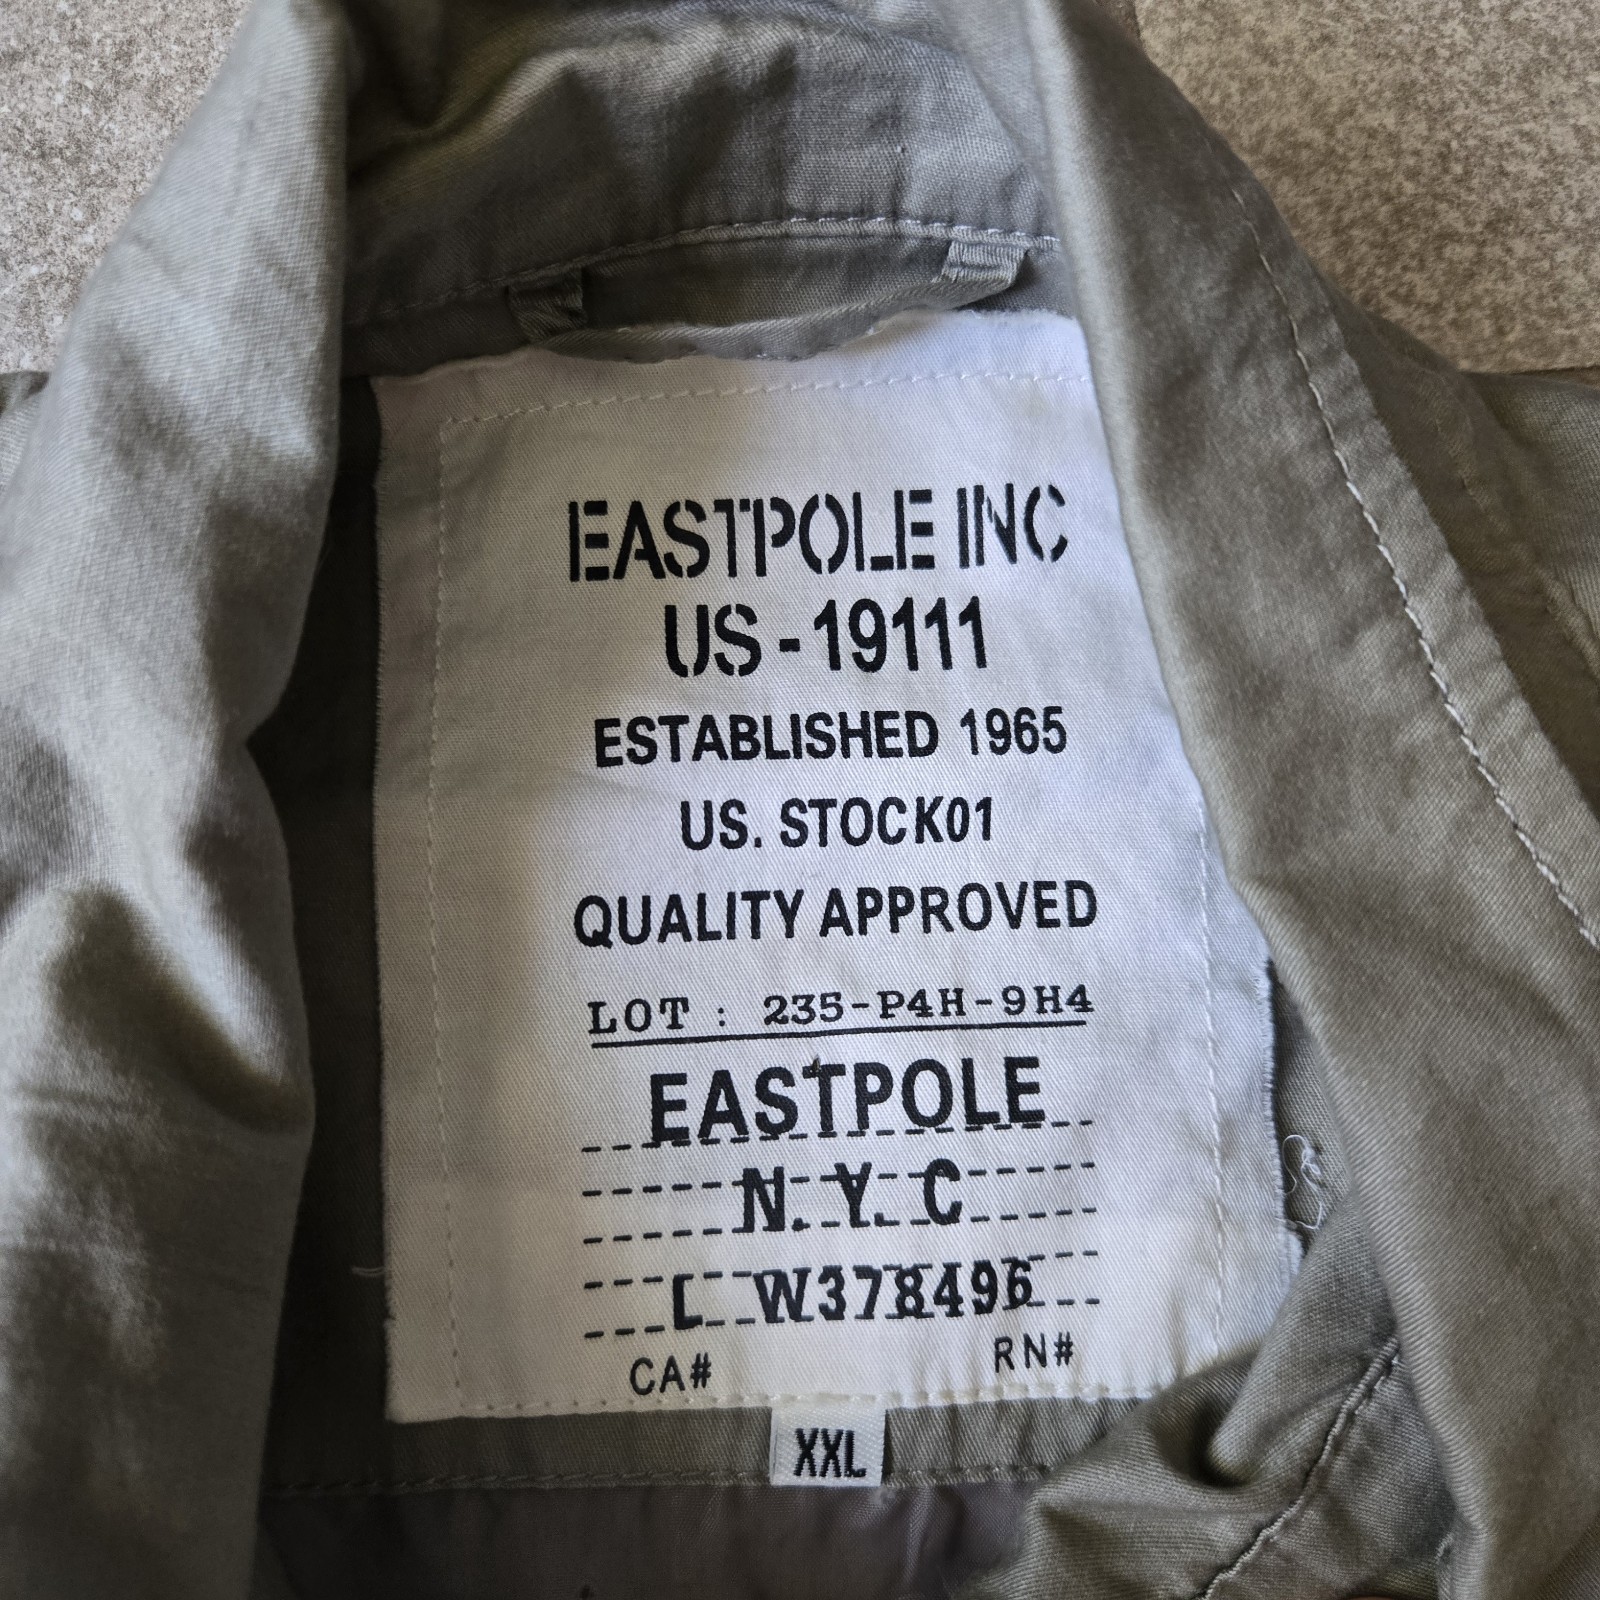 EASTPOLE INC
US-19111
ESTABLISHED 1965
US. STOCK01
QUALITY APPROVED
LOT : 235-P4H-9H4
EASTPOLE
N.Y.C
L W378496
CA# RN#
XXL